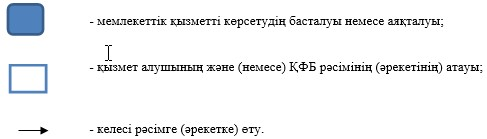 - мемлекеттік қызметті көрсетудің басталуы немесе аяқталуы;
- қызмет алушының және (немесе) ҚФБ рәсімінің (әрекетінің) атауы;
- келесі рәсімге (әрекетке) өту.